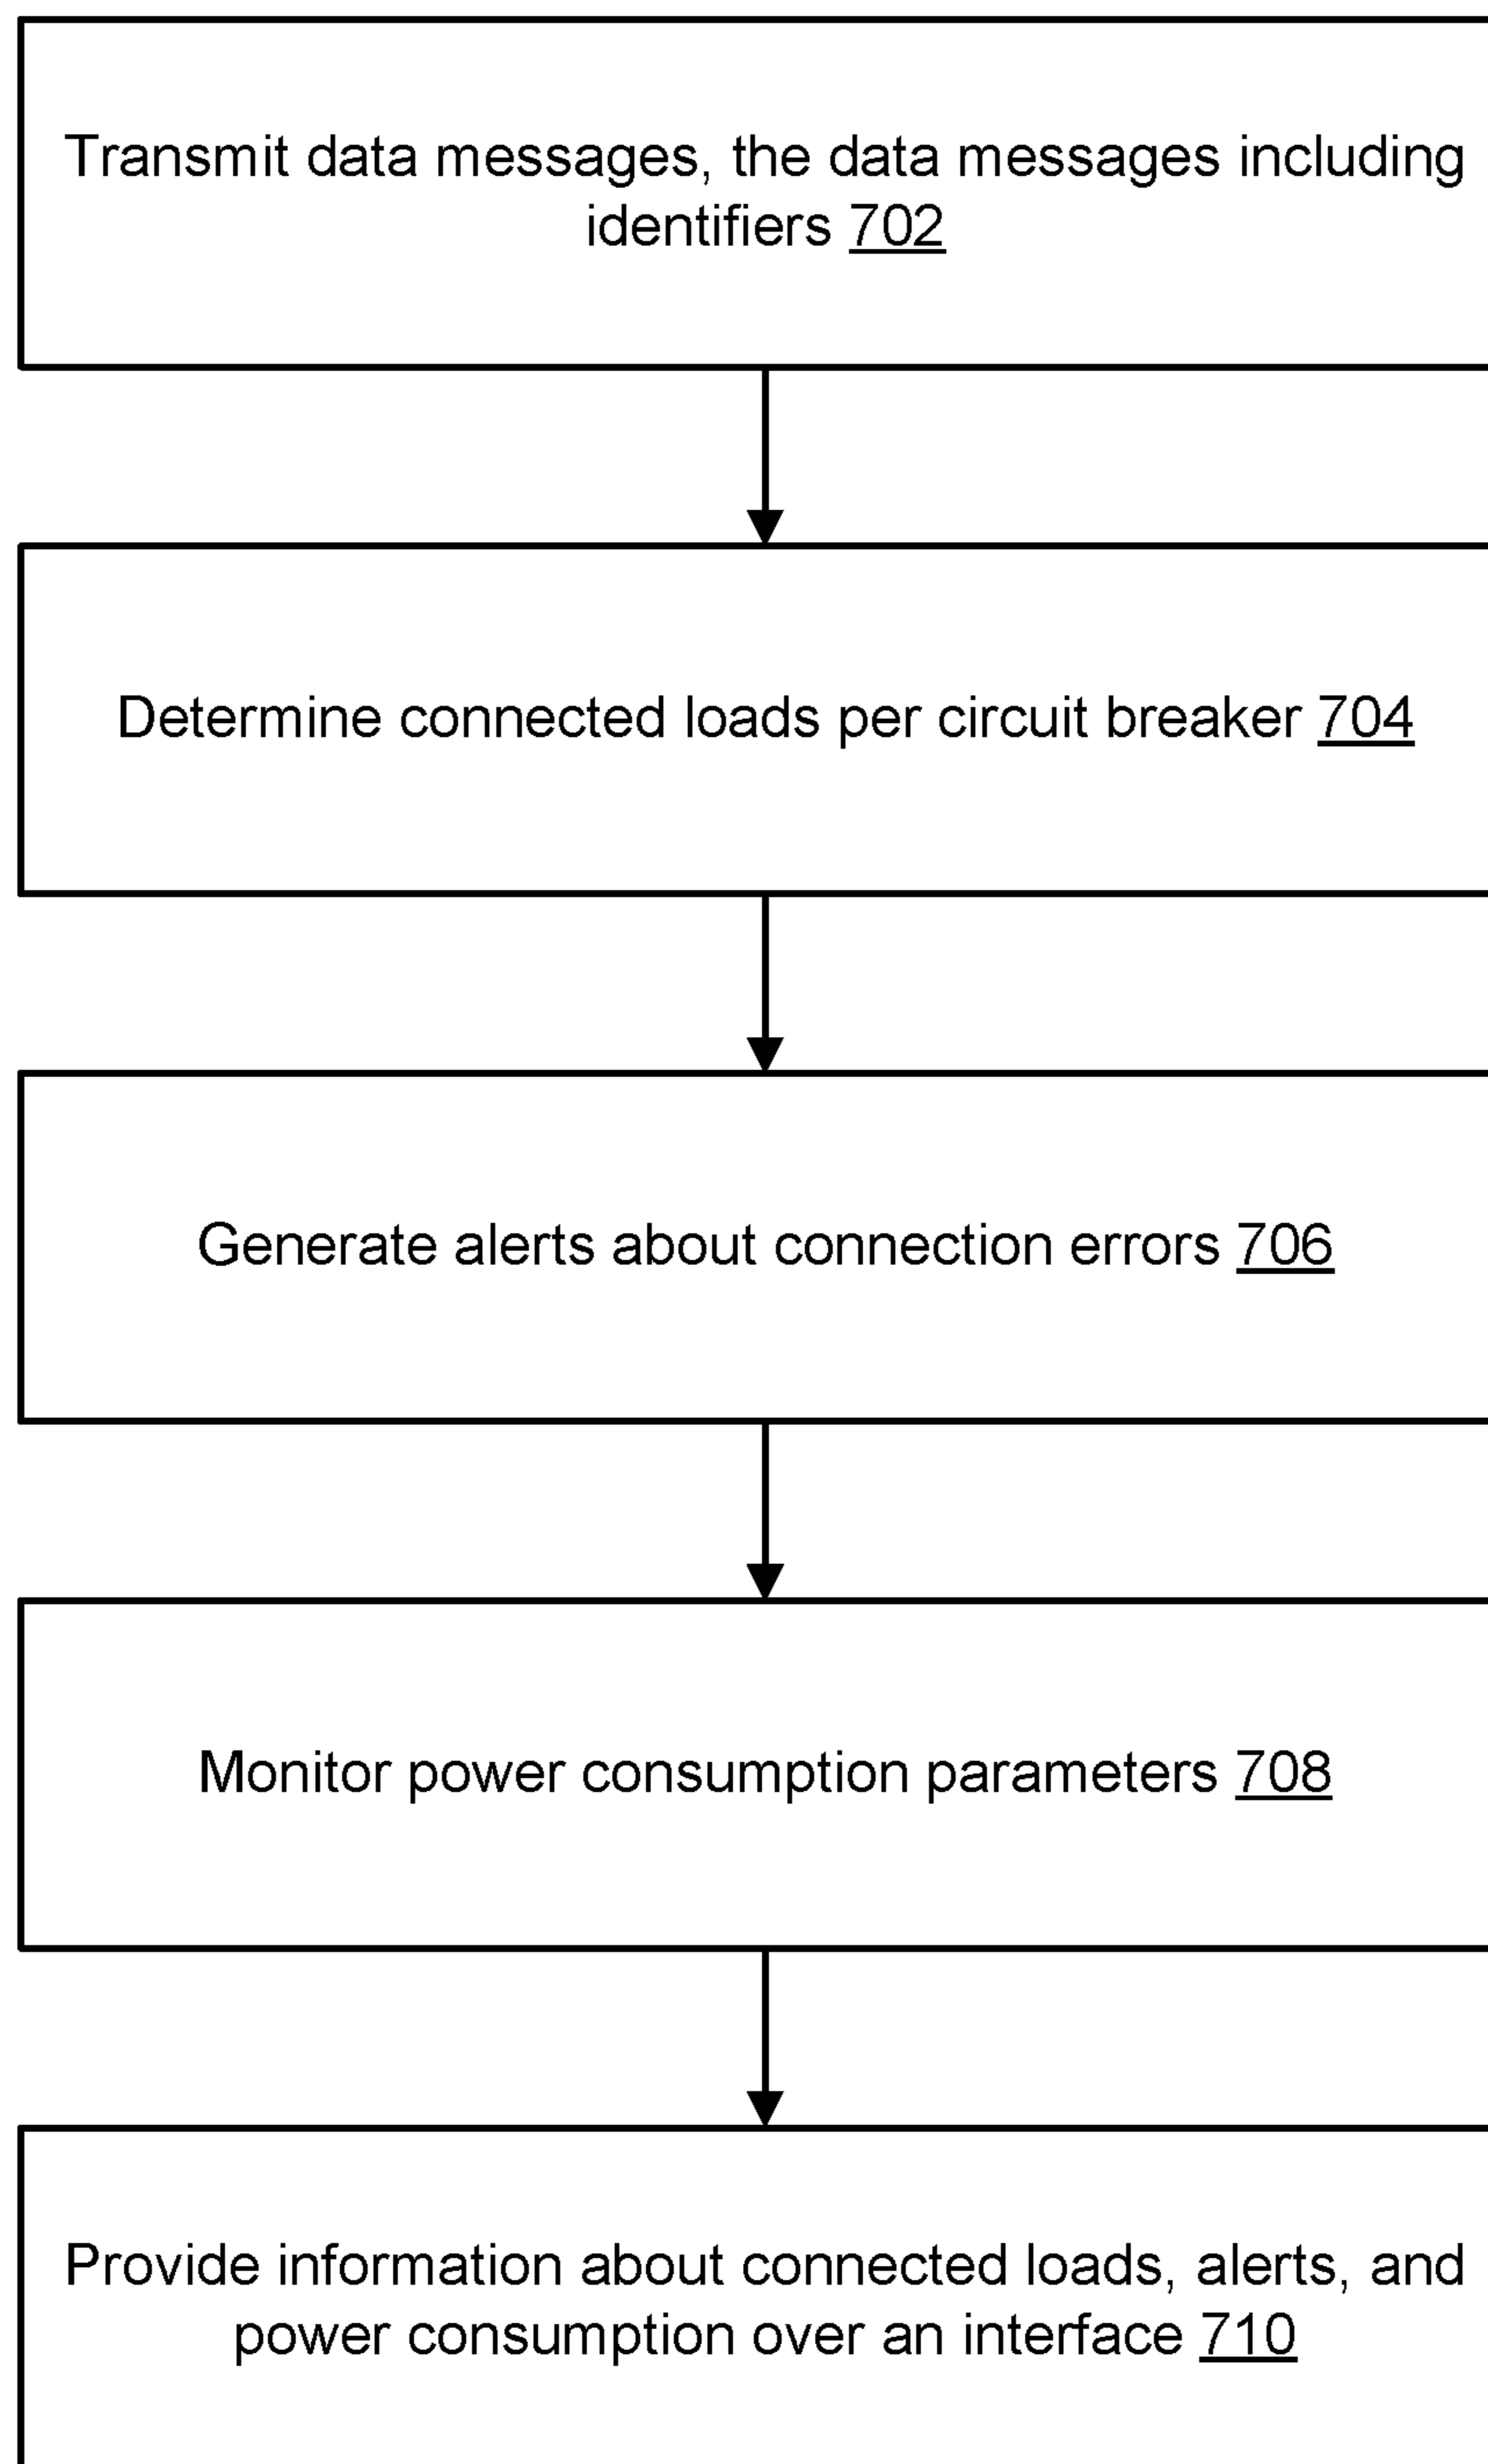 Transmit data messages, the data messages including
identifiers 702
Determine connected loads per circuit breaker 704
Generate alerts about connection errors 706
Monitor power consumption parameters 708
Provide information about connected loads, alerts, and
power consumption over an interface 710